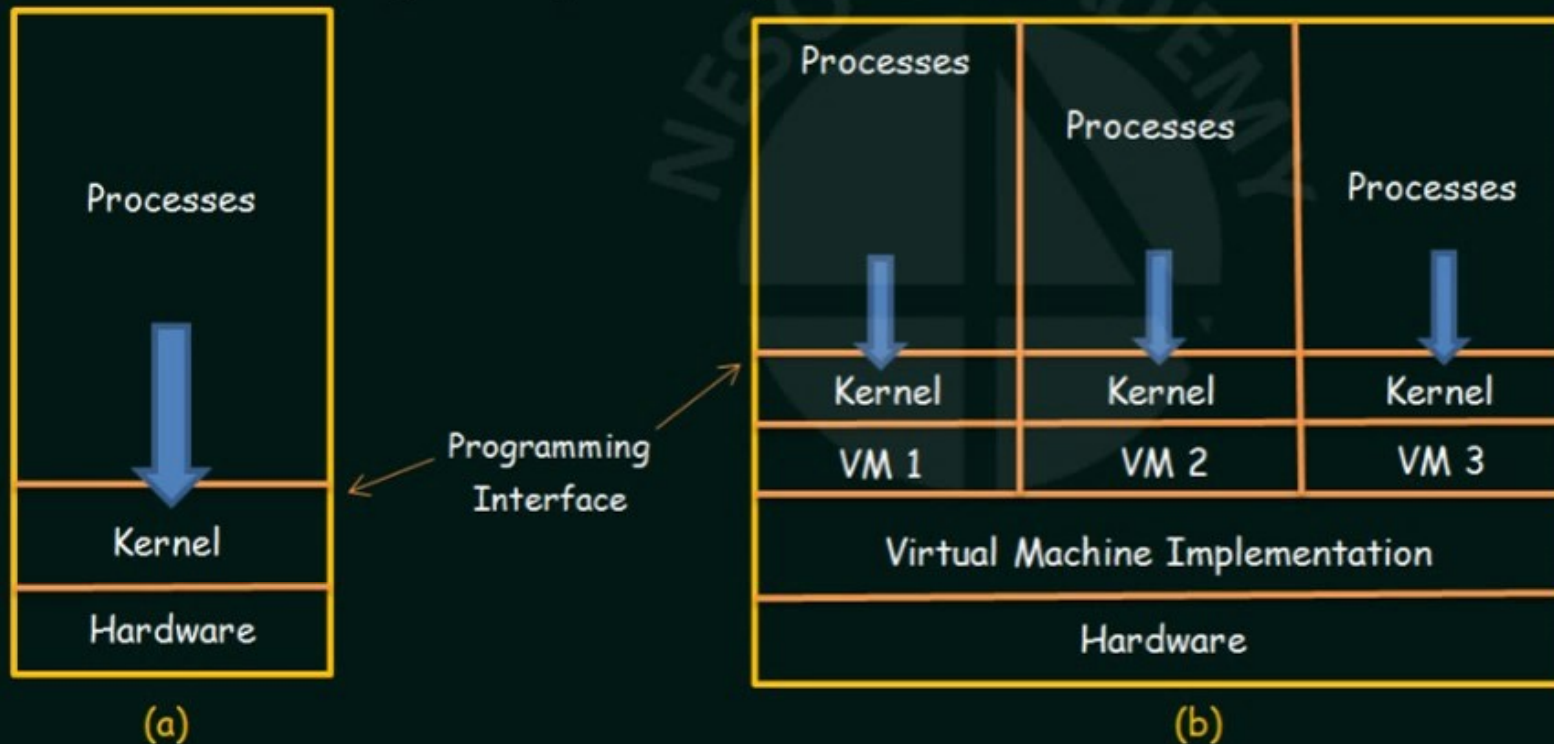 Processes
Kernel
Hardware
(a)
Programming
Interface
Processes
Processes
Processes
Kernel
Kernel
Kernel
VM 1
VM 2
VM 3
Virtual Machine Implementation
Hardware
(b)